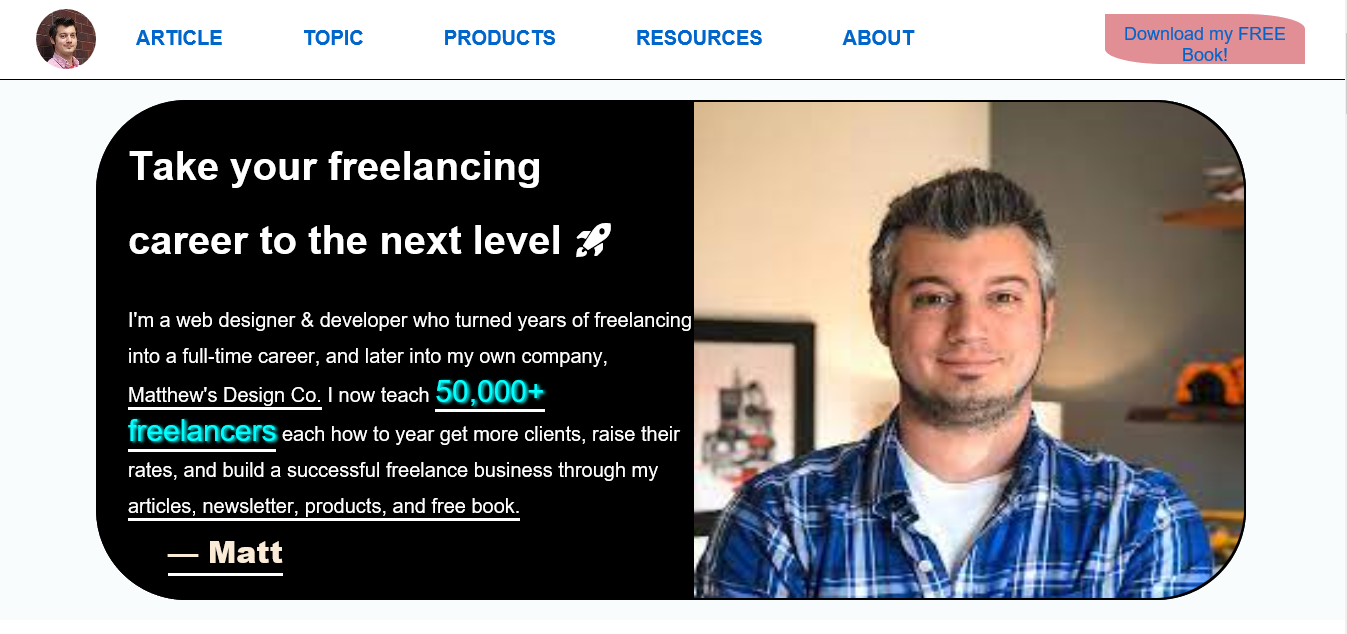 ARTICLE TOPIC PRODUCTS RESOURCES ABOUT
Download my FREE
Book!
Take your freelancing
career to the next level
I'm a web designer & developer who turned years of freelancing
into a full-time career, and later into my own company,
Matthew's Design Co. I now teach 50,000+
freelancers each how to year get more clients, raise their
rates, and build a successful freelance business through my
articles, newsletter, products, and free book.
— Matt